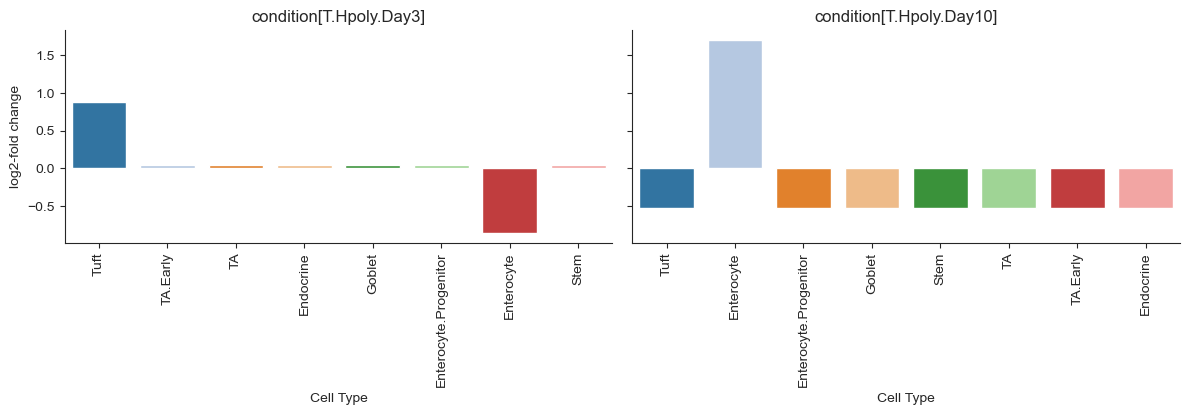 condition[T.Hpoly.Day3]
condition[T.Hpoly.Day10]
log2-fold change
1.5
1.0
0.5
0.0
−0.5
Tuft
TA.Early
TA
Endocrine
Goblet
Enterocyte.Progenitor
Enterocyte
Stem
Tuft
Enterocyte
Enterocyte.Progenitor
Goblet
Stem
TA
TA.Early
Endocrine
Cell Type
Cell Type